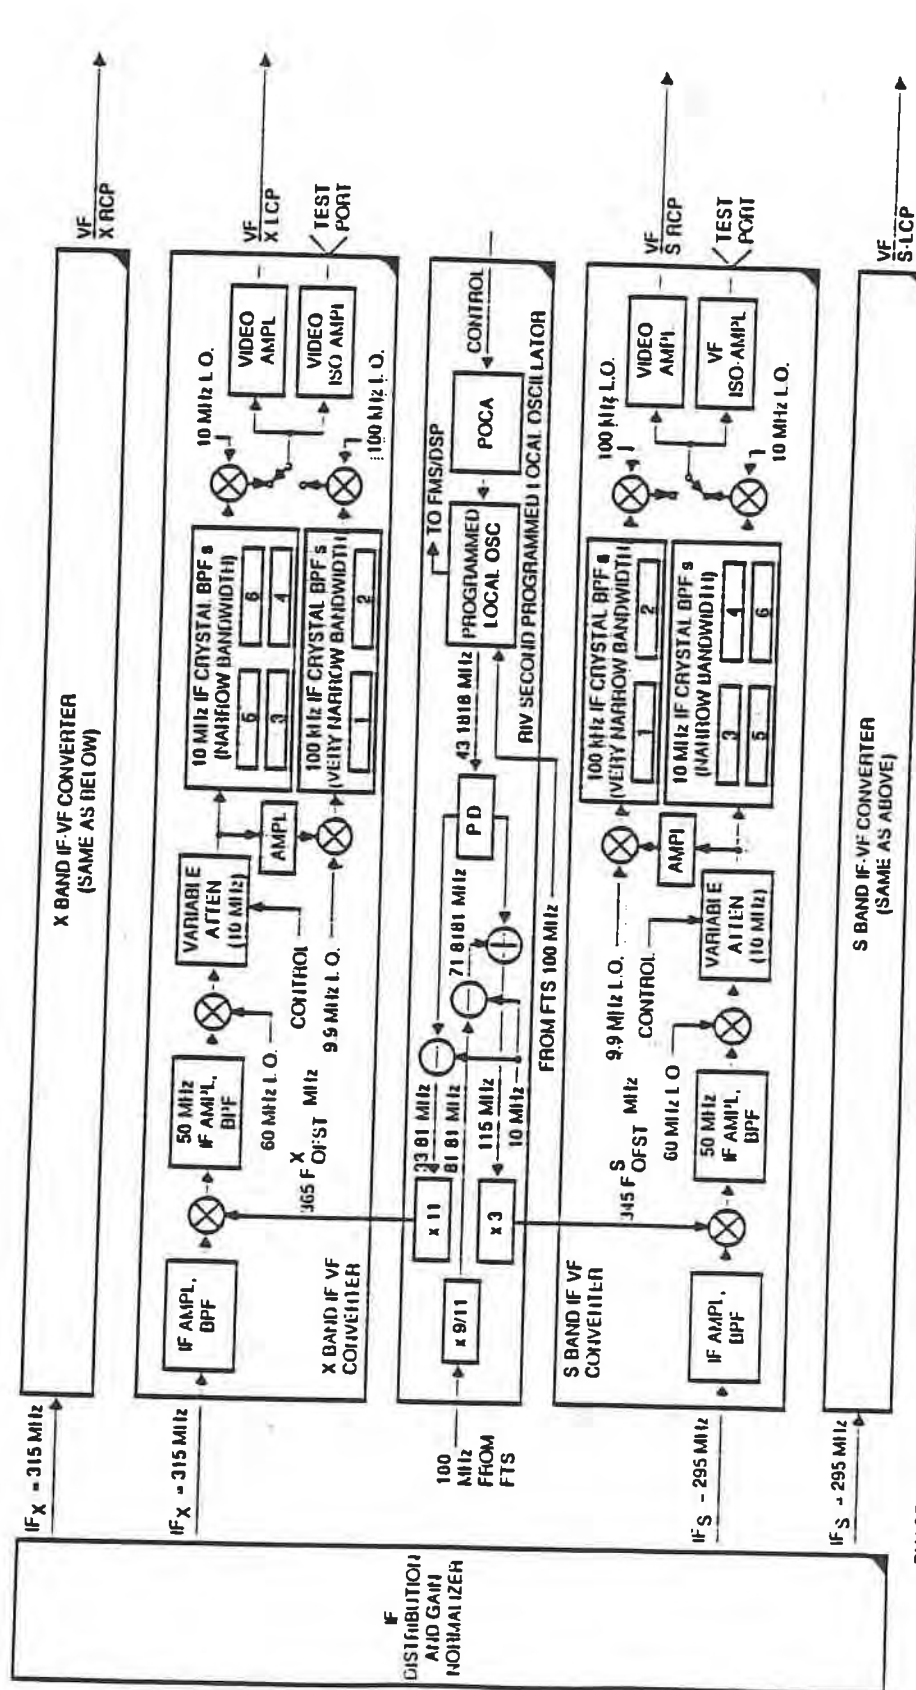 X BAND IF-VF CONVERTER
(SAME AS BELOW)
IF X = 315 MHz
VF
X RCP
IF X = 315 MHz
IF AMPL,
BPF
50 MHz
IF AMPL,
BPF
60 MHz L.O.
VARIABLE
ATTEN
(10 MHz)
CONTROL
AMPL
9.9 MHz L.O.
10 MHz IF CRYSTAL BPF s
(NARROW BANDWIDTH)
5
6
3
4
100 kHz IF CRYSTAL BPF s
(VERY NARROW BANDWIDTH)
1
2
10 MHz L.O.
100 kHz L.O.
VIDEO
AMPL
VIDEO
ISO AMPL
VF
X LCP
TEST
PORT
365 F X OFST MHz
X BAND IF VF
CONVERTER
100
MHz
FROM
FTS
x 9/11
x 11
x 3
33 81 MHz
81 81 MHz
115 MHz
10 MHz
71 8181 MHz
PD
43 1818 MHz
PROGRAMMED
LOCAL OSC
TO FMS/DSP
POCA
CONTROL
RIV SECOND PROGRAMMED LOCAL OSCILLATOR
FROM FTS 100 MHz
S BAND IF VF
CONVERTER
345 F S OFST MHz
9.9 MHz L.O.
CONTROL
60 MHz L O
IF S - 295 MHz
IF AMPL,
BPF
50 MHz
IF AMPL,
BPF
VARIABLE
ATTEN
(10 MHz)
AMPL
100 kHz IF CRYSTAL BPF s
(VERY NARROW BANDWIDTH)
1
2
10 MHz IF CRYSTAL BPF s
(NARROW BANDWIDTH)
3
4
5
6
100 kHz L.O.
10 MHz L.O.
VIDEO
AMPL
VF
ISO-AMPL
VF
S RCP
TEST
PORT
IF S = 295 MHz
S BAND IF-VF CONVERTER
(SAME AS ABOVE)
VF
S-LCP
IF
DISTRIBUTION
AND GAIN
NORMALIZER